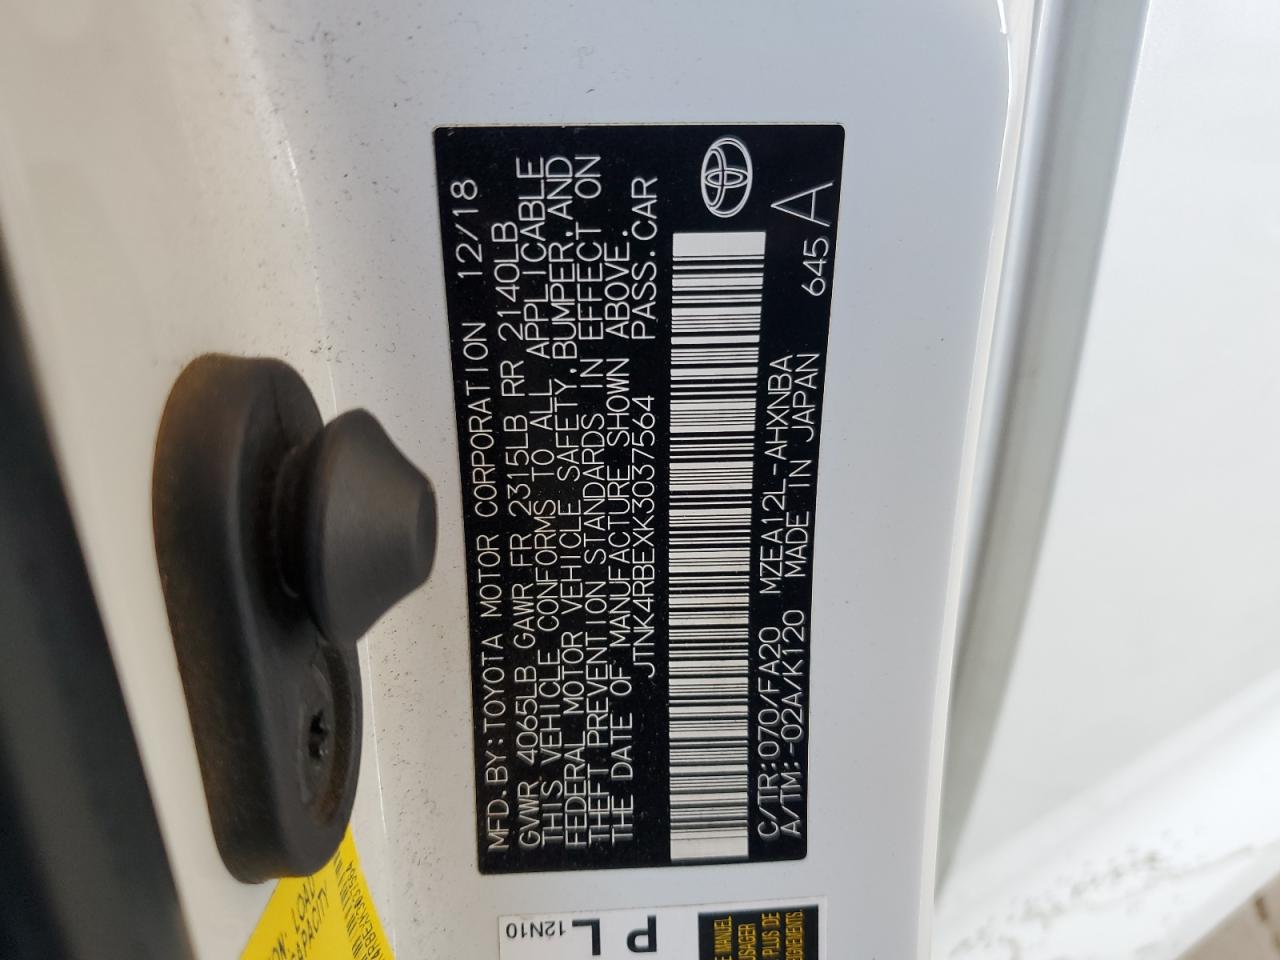 MFD.BY:TOYOTA MOTOR CORPORATION 12/18
GVWR 4065LB GAWR FR 2315LB RR 2140LB
THIS VEHICLE CONFORMS TO ALL APPLICABLE
FEDERAL MOTOR VEHICLE SAFETY,BUMPER,AND
THEFT PREVENTION STANDARDS IN EFFECT ON
THE DATE OF MANUFACTURE SHOWN ABOVE.
JTNK4RBEXK3037564 PASS.CAR
C/TR:070/FA20 MZEA12L-AHXNBA
A/TM:-02A/K120 MADE IN JAPAN
645 A
P L
12N10